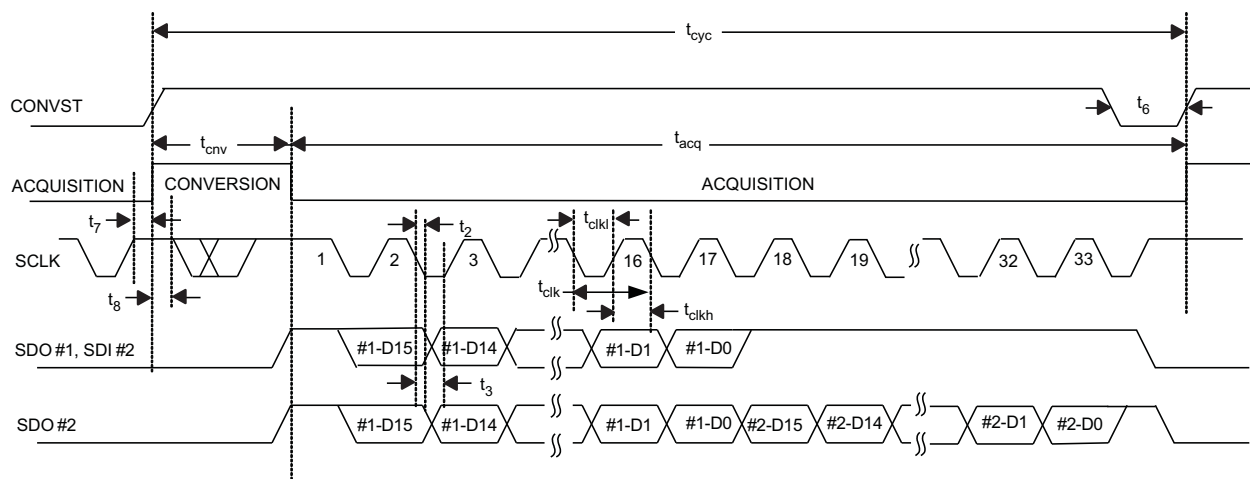 tcyc
CONVST
t6
tcnv
tacq
ACQUISITION
CONVERSION
ACQUISITION
t7
t2
tclkl
SCLK
1
2
3
16
17
18
19
32
33
t8
tclk
tclkh
SDO #1, SDI #2
#1-D15
#1-D14
#1-D1
#1-D0
t3
SDO #2
#1-D15
#1-D14
#1-D1
#1-D0
#2-D15
#2-D14
#2-D1
#2-D0